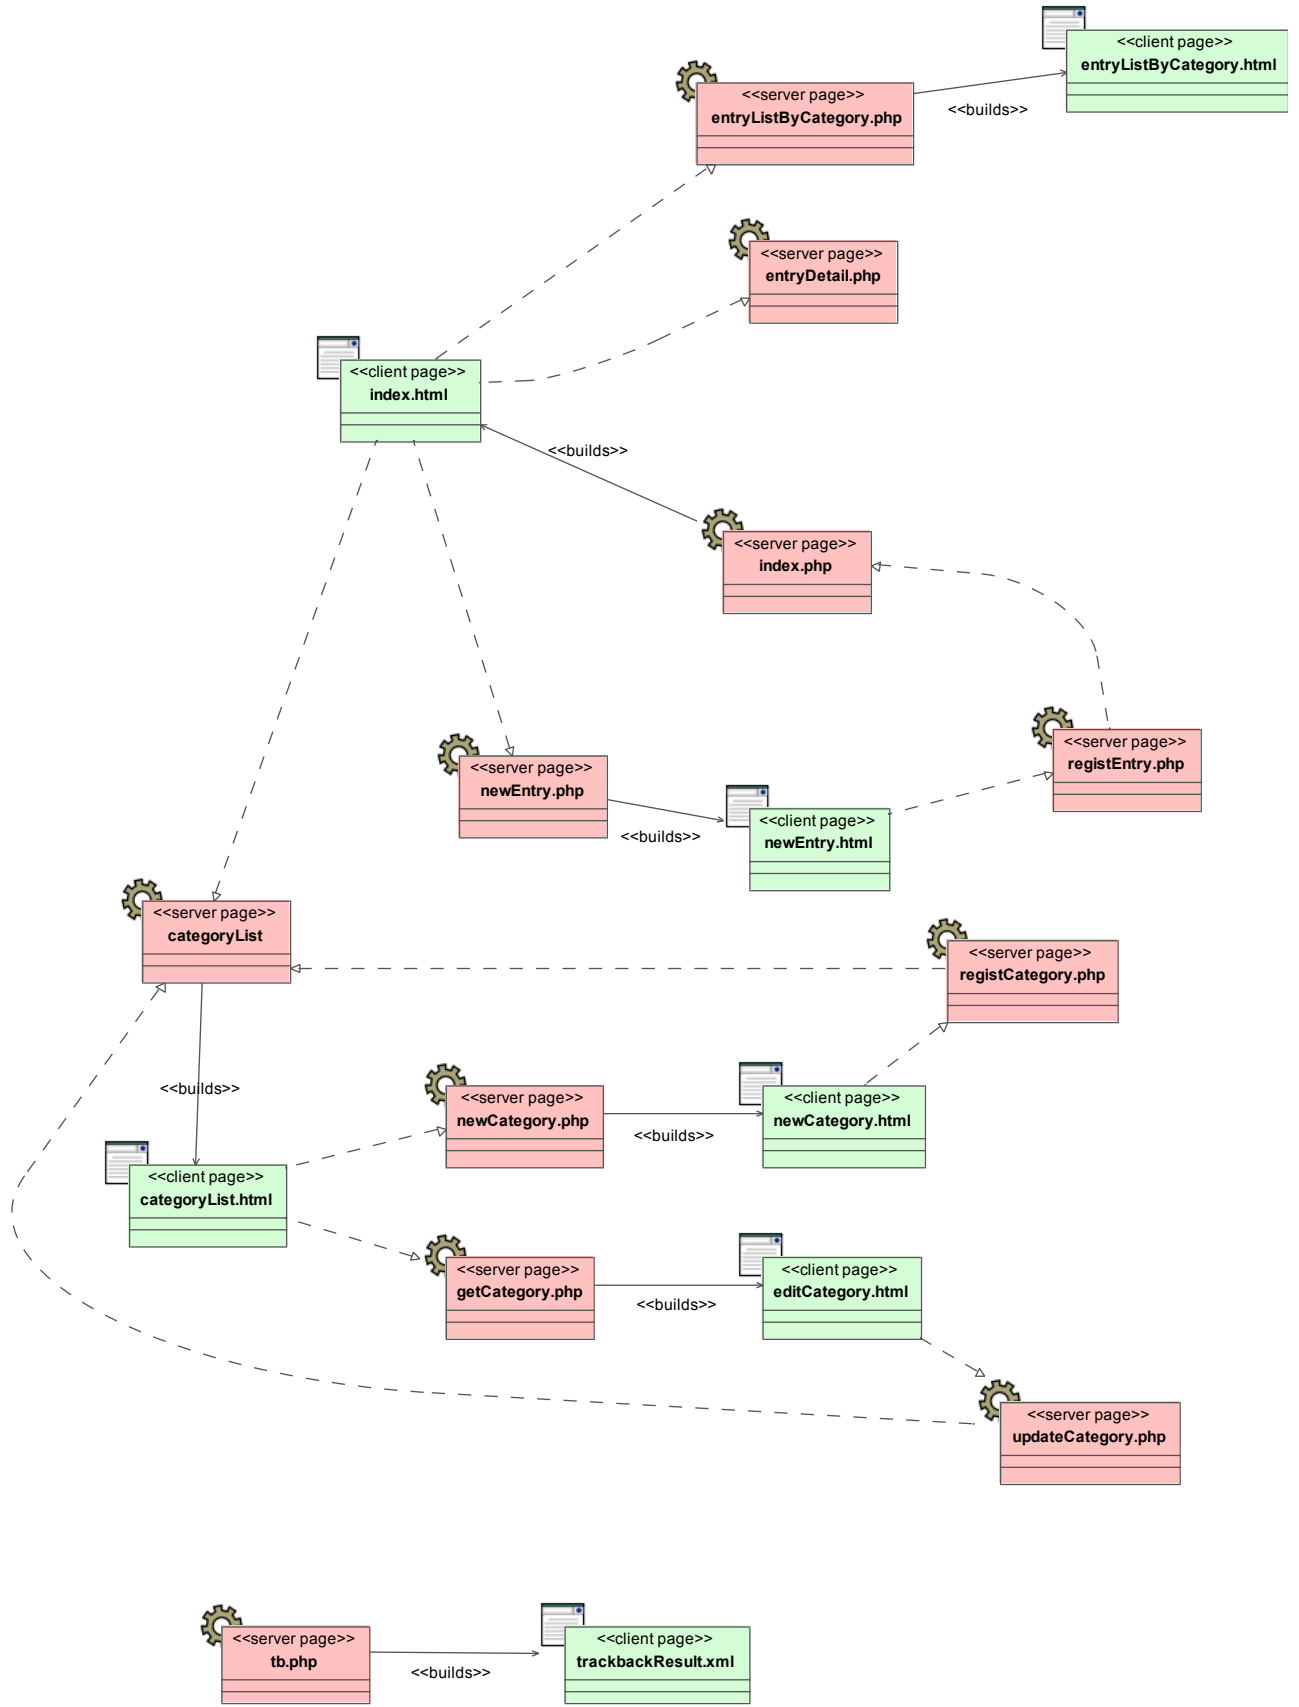 <<client page>>
entryListByCategory.html
<<server page>>
entryListByCategory.php
<<builds>>
<<server page>>
entryDetail.php
<<client page>>
index.html
<<builds>>
<<server page>>
index.php
<<server page>>
registEntry.php
<<server page>>
newEntry.php
<<builds>>
<<client page>>
newEntry.html
<<server page>>
categoryList
<<server page>>
registCategory.php
<<builds>>
<<server page>>
newCategory.php
<<builds>>
<<client page>>
newCategory.html
<<client page>>
categoryList.html
<<server page>>
getCategory.php
<<builds>>
<<client page>>
editCategory.html
<<server page>>
updateCategory.php
<<server page>>
tb.php
<<builds>>
<<client page>>
trackbackResult.xml